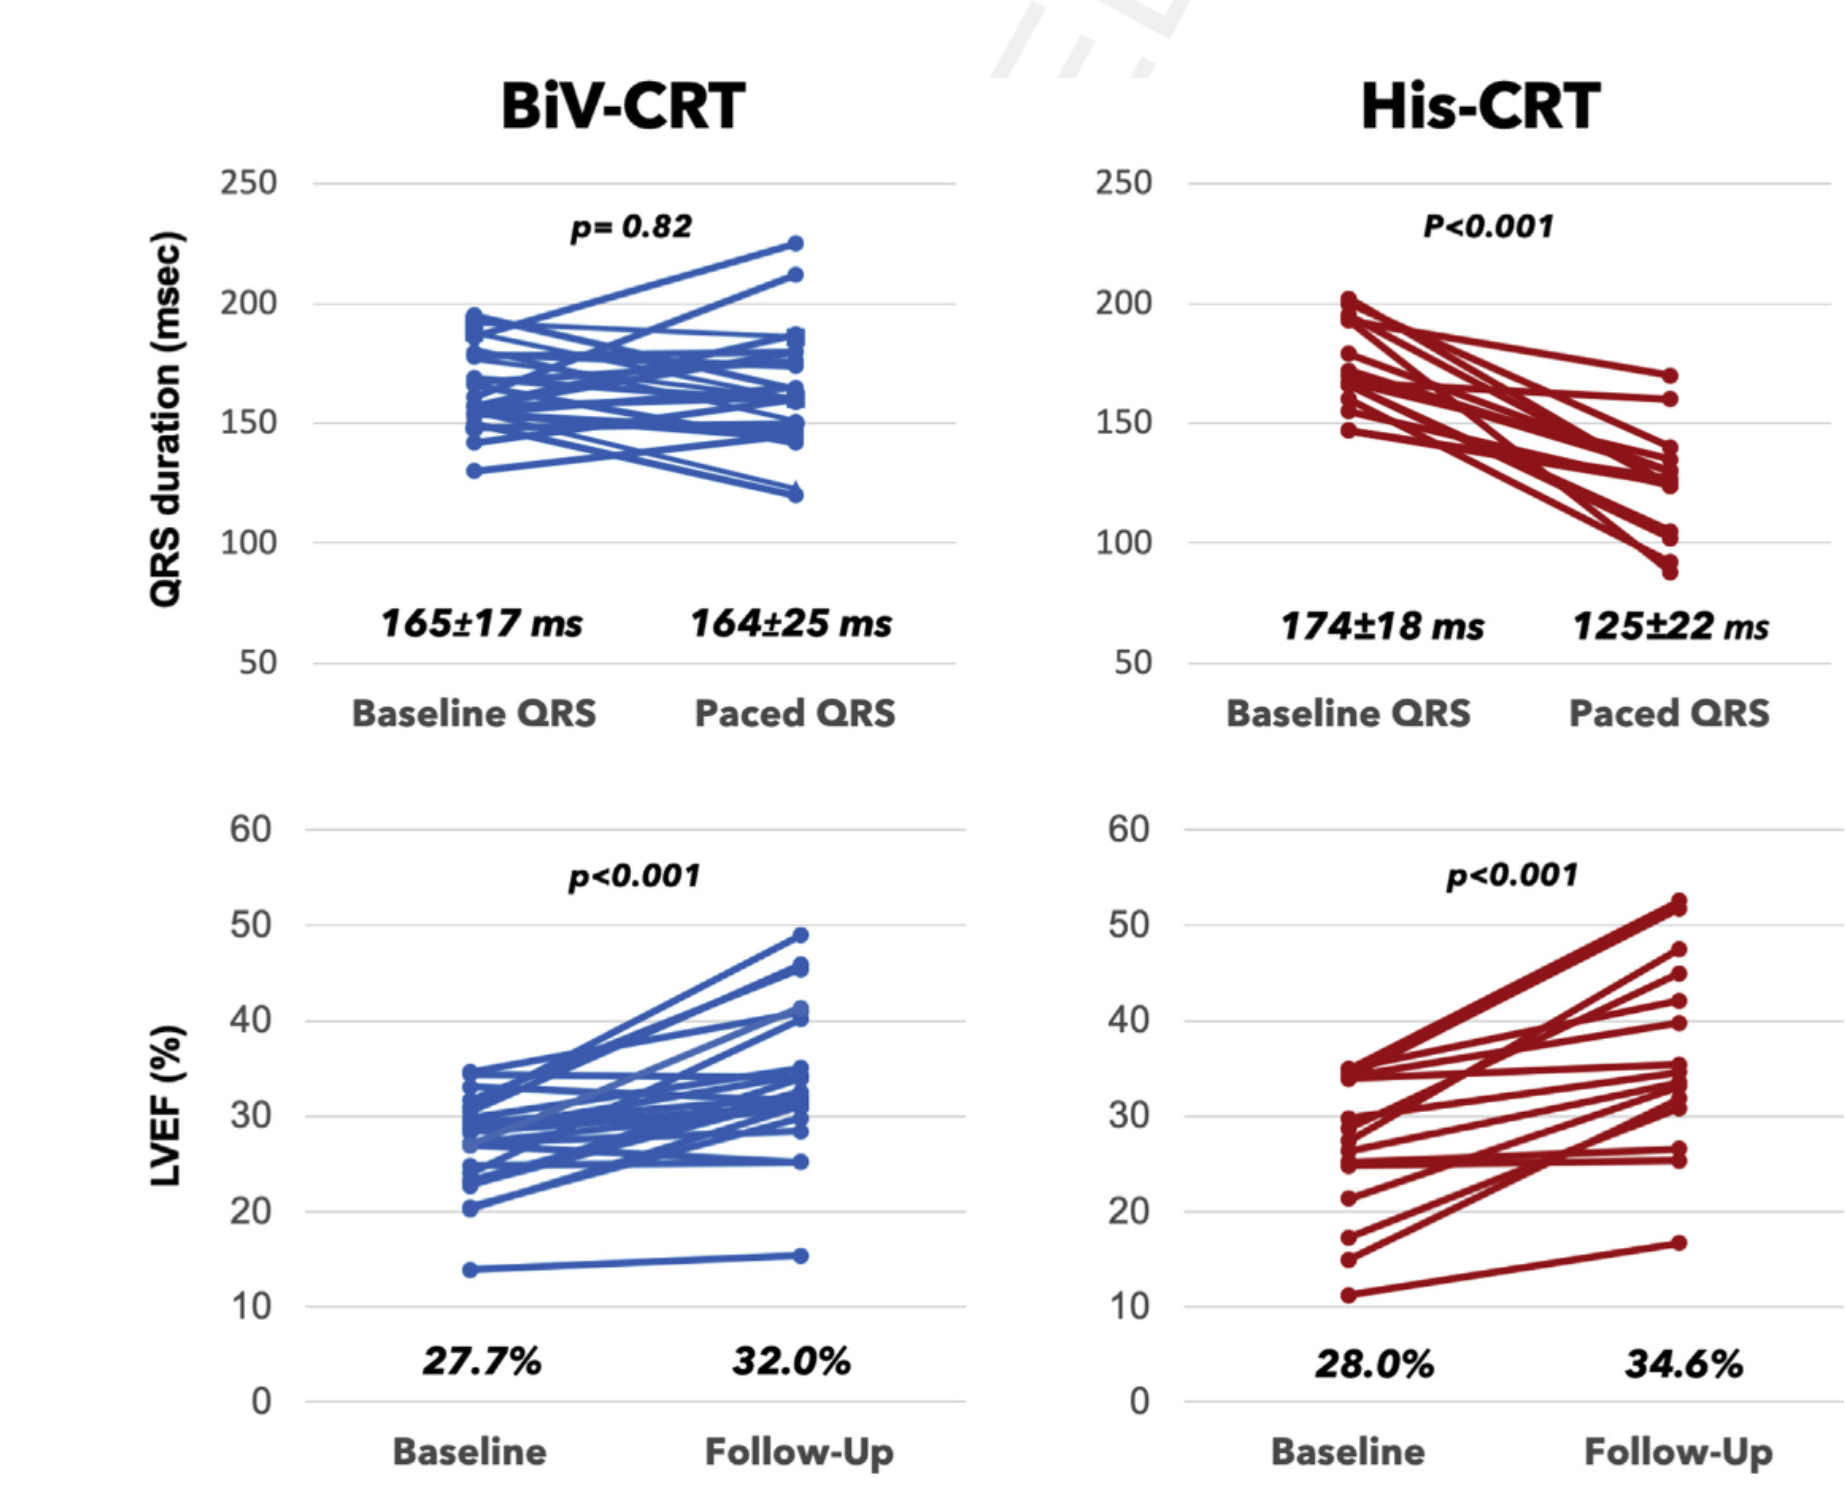 BiV-CRT
His-CRT
QRS duration (msec)
250
200
150
100
50
p= 0.82
165±17 ms
164±25 ms
Baseline QRS
Paced QRS
250
200
150
100
50
P<0.001
174±18 ms
125±22 ms
Baseline QRS
Paced QRS
LVEF (%)
60
50
40
30
20
10
0
p<0.001
27.7%
32.0%
Baseline
Follow-Up
60
50
40
30
20
10
0
p<0.001
28.0%
34.6%
Baseline
Follow-Up